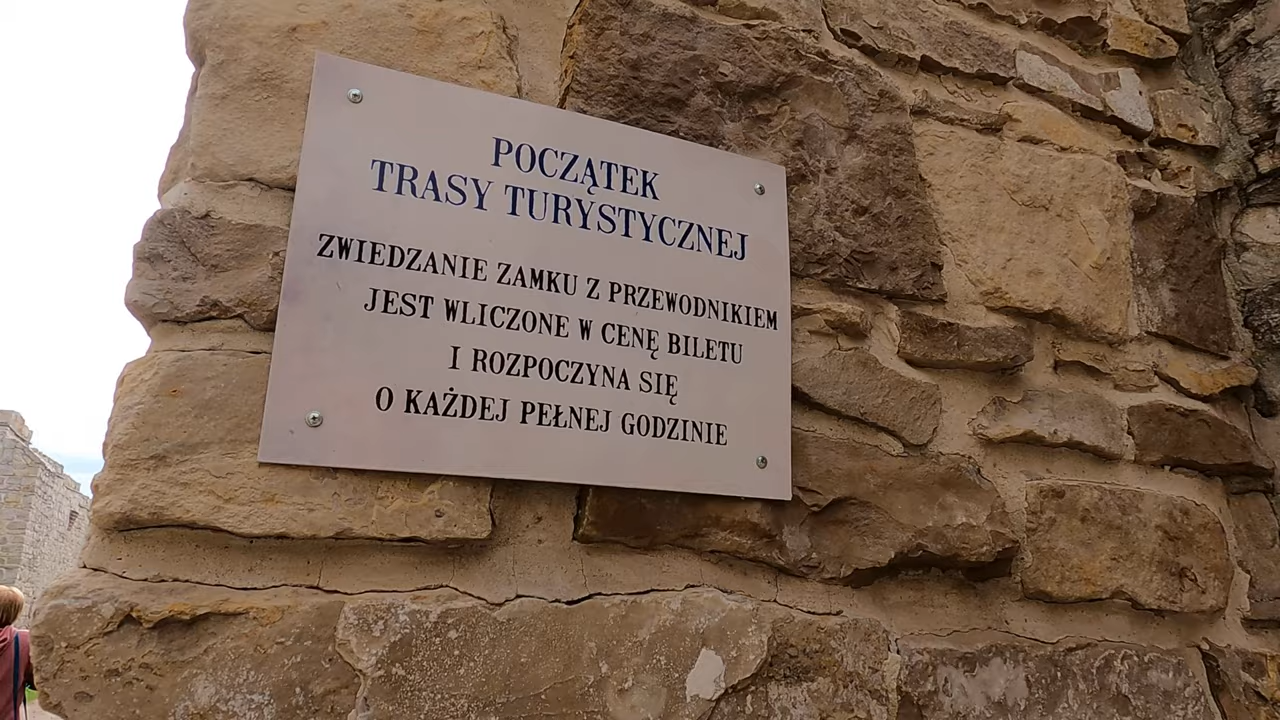 POCZĄTEK
TRASY TURYSTYCZNEJ
ZWIEDZANIE ZAMKU Z PRZEWODNIKIEM
JEST WLICZONE W CENĘ BILETU
I ROZPOCZYNA SIĘ
O KAŻDEJ PEŁNEJ GODZINIE